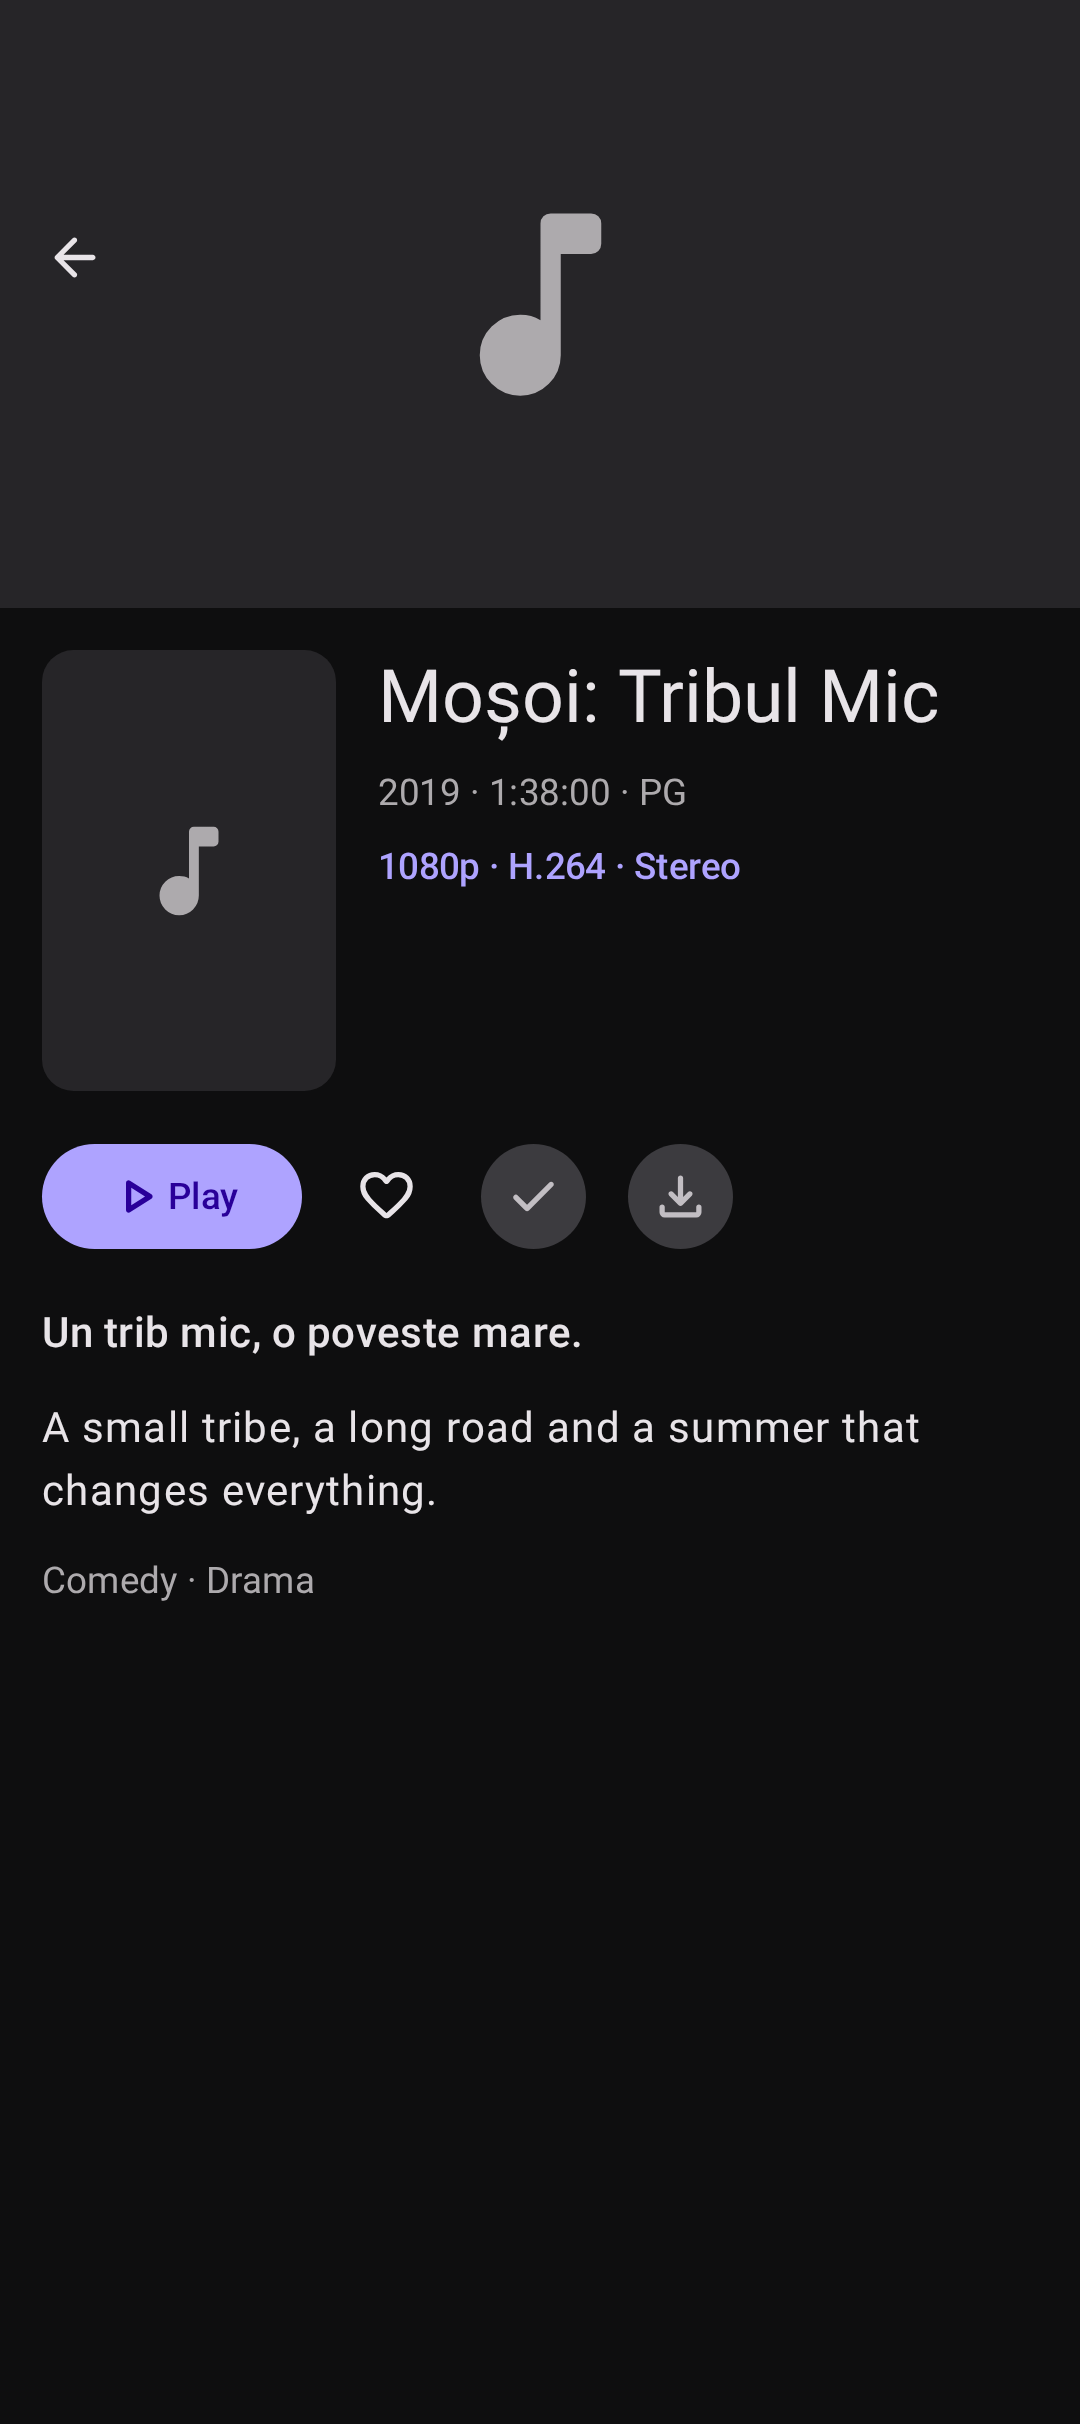 Moșoi: Tribul Mic
2019 · 1:38:00 · PG
1080p · H.264 · Stereo
Play
Un trib mic, o poveste mare.
A small tribe, a long road and a summer that
changes everything.
Comedy · Drama